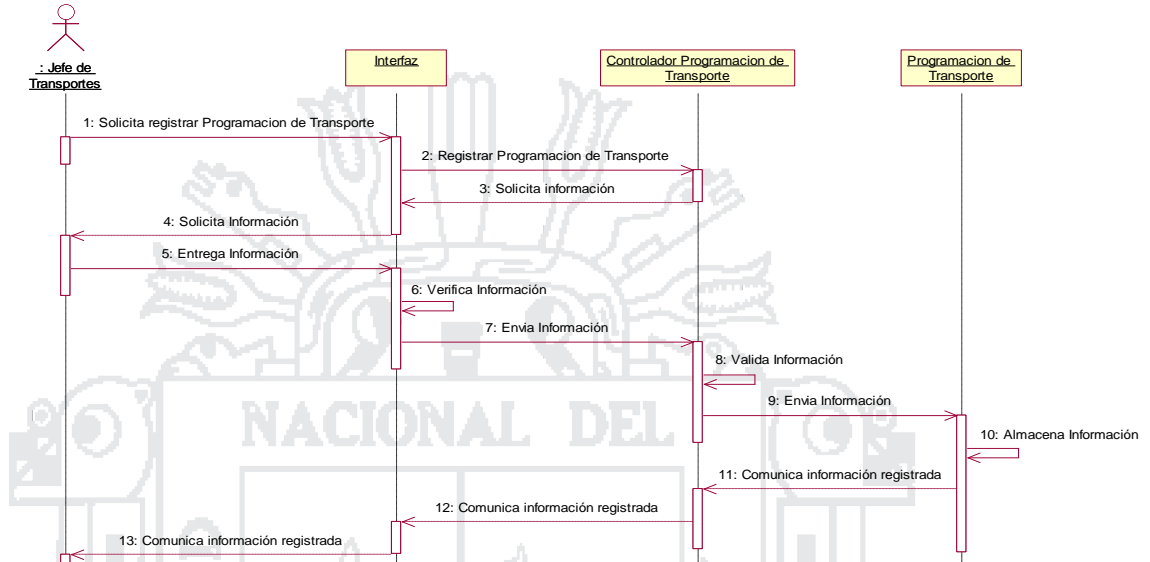 : Jefe de
Transportes
Interfaz
Controlador Programacion de
Transporte
Programacion de
Transporte
1: Solicita registrar Programacion de Transporte
2: Registrar Programacion de Transporte
3: Solicita información
4: Solicita Información
5: Entrega Información
6: Verifica Información
7: Envia Información
8: Valida Información
9: Envia Información
10: Almacena Información
11: Comunica información registrada
12: Comunica información registrada
13: Comunica información registrada
NACIONAL DEL